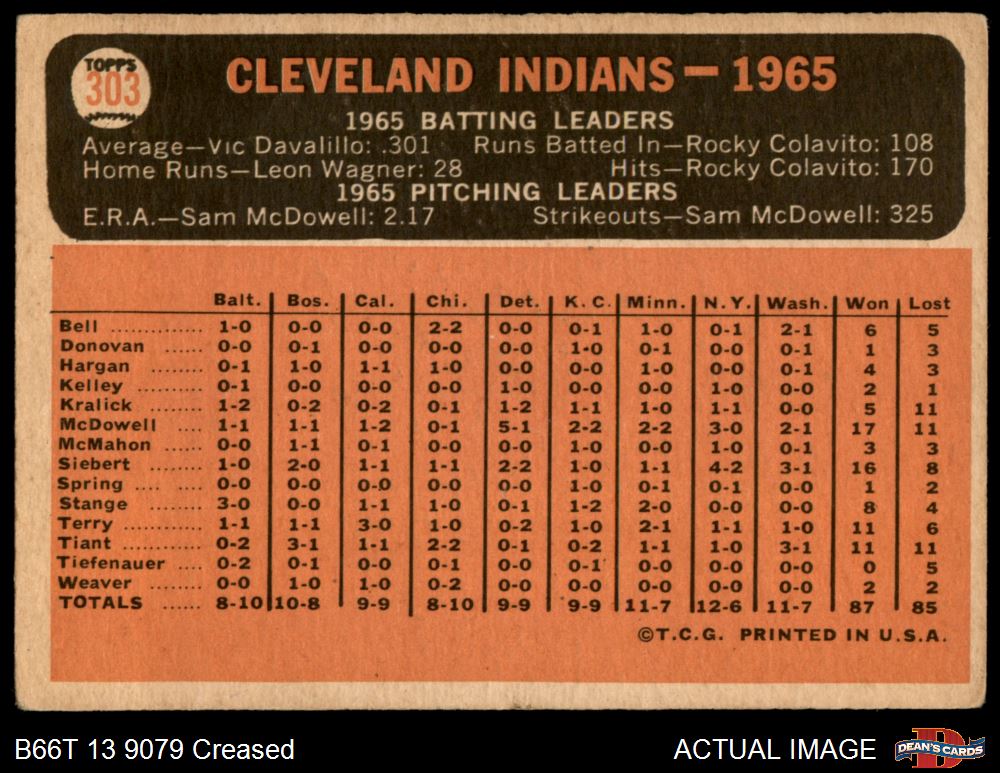 TOPPS
303
CLEVELAND INDIANS — 1965
1965 BATTING LEADERS
Average—Vic Davalillo: .301 Runs Batted In—Rocky Colavito: 108
Home Runs—Leon Wagner: 28 Hits—Rocky Colavito: 170
1965 PITCHING LEADERS
E.R.A.—Sam McDowell: 2.17 Strikeouts—Sam McDowell: 325
Balt. Bos. Cal. Chi. Det. K.C. Minn. N.Y. Wash. Won Lost
Bell ............. 1-0 0-0 0-0 2-2 0-0 0-1 1-0 0-1 2-1 6 5
Donovan ...... 0-0 0-1 0-0 0-0 0-0 1-0 0-1 0-0 0-1 1 3
Hargan ........ 0-1 1-0 1-1 1-0 0-0 0-0 1-0 0-0 0-1 4 3
Kelley ......... 0-1 0-0 0-0 0-0 1-0 0-0 0-0 1-0 0-0 2 1
Kralick ........ 1-2 0-2 0-2 0-1 1-2 1-1 1-0 1-1 0-0 5 11
McDowell .... 1-1 1-1 1-2 0-1 5-1 2-2 2-2 3-0 2-1 17 11
McMahon ..... 0-0 1-1 0-1 0-0 0-0 1-0 0-0 1-0 0-1 3 3
Siebert ........ 1-0 2-0 1-1 1-1 2-2 1-0 1-1 4-2 3-1 16 8
Spring .... .... 0-0 0-0 0-0 0-0 0-0 1-0 0-1 0-1 0-0 1 2
Stange ........ 3-0 0-0 1-1 1-0 0-1 1-2 2-0 0-0 0-0 8 4
Terry ........... 1-1 1-1 3-0 1-0 0-2 1-0 2-1 1-1 1-0 11 6
Tiant ........... 0-2 3-1 1-1 2-2 0-1 0-2 1-1 1-0 3-1 11 11
Tiefenauer .... 0-2 0-1 0-0 0-1 0-0 0-1 0-0 0-0 0-0 0 5
Weaver ........ 0-0 1-0 1-0 0-2 0-0 0-0 0-0 0-0 0-0 2 2
TOTALS ...... 8-10 10-8 9-9 8-10 9-9 9-9 11-7 12-6 11-7 87 85
©T.C.G. PRINTED IN U.S.A.
B66T 13 9079 Creased ACTUAL IMAGE
DEAN'S CARDS